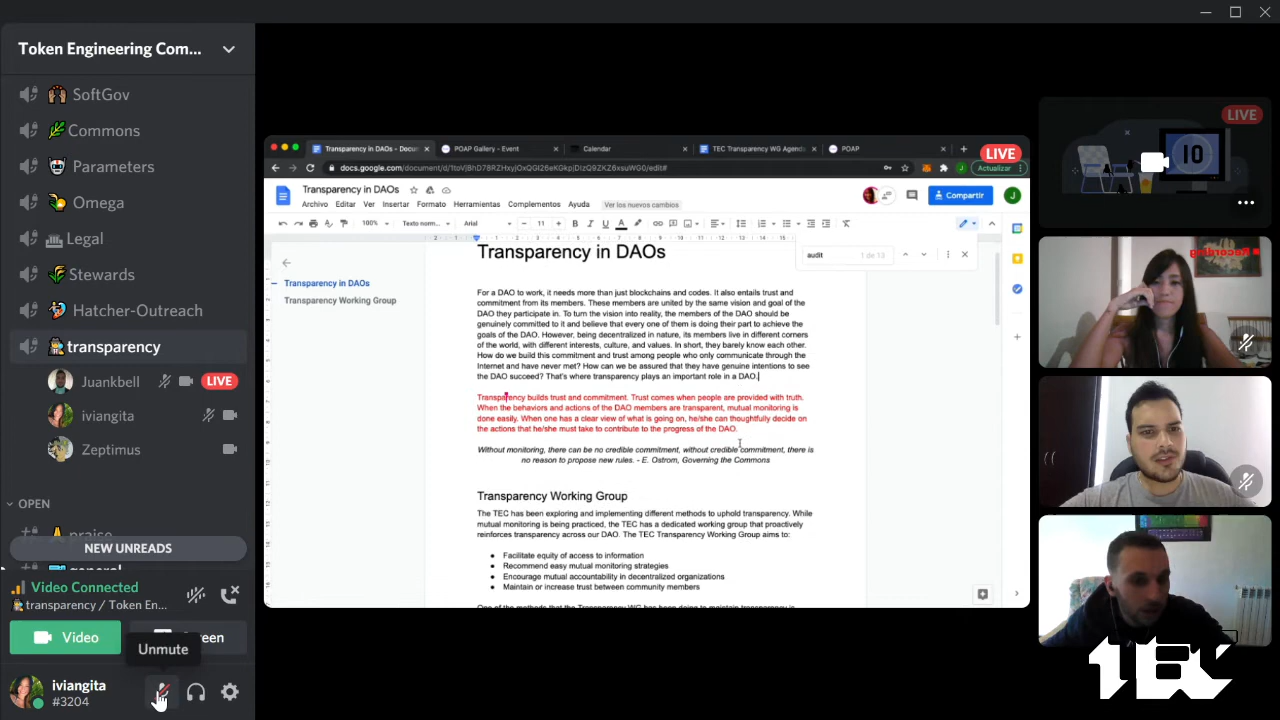 Token Engineering Com...
SoftGov
Commons
Parameters
Omega
Legal
Stewards
Hatcher-Outreach
transparency
Juankbell
LIVE
iviangita
Zeptimus
OPEN
praise
NEW UNREADS
general
Video Connected
transparency / Token En...
Video
Unmute
iviangita
#3204
Transparency in DAOs - Docu
POAP Gallery - Event
Calendar
TEC Transparency WG Agenda
POAP
LIVE
Actualizar
Transparency in DAOs
Archivo Editar Ver Insertar Formato Herramientas Complementos Ayuda Ver los nuevos cambios
Compartir
100% Texto norm... Arial 11
audit 1 de 13
Transparency in DAOs
Transparency Working Group
Transparency in DAOs
For a DAO to work, it needs more than just blockchains and codes. It also entails trust and
commitment from its members. These members are united by the same vision and goal of the
DAO they participate in. To turn the vision into reality, the members of the DAO should be
genuinely committed to it and believe that every one of them is doing their part to achieve the
goals of the DAO. However, being decentralized in nature, its members live in different corners
of the world, with different interests, culture, and values. In short, they barely know each other.
How do we build this commitment and trust among people who only communicate through the
Internet and have never met? How can we be assured that they have genuine intentions to see
the DAO succeed? That's where transparency plays an important role in a DAO.
Transparency builds trust and commitment. Trust comes when people are provided with truth.
When the behaviors and actions of the DAO members are transparent, mutual monitoring is
done easily. When one has a clear view of what is going on, he/she can thoughtfully decide on
the actions that he/she must take to contribute to the progress of the DAO.
Without monitoring, there can be no credible commitment, without credible commitment, there is
no reason to propose new rules. - E. Ostrom, Governing the Commons
Transparency Working Group
The TEC has been exploring and implementing different methods to uphold transparency. While
mutual monitoring is being practiced, the TEC has a dedicated working group that proactively
reinforces transparency across our DAO. The TEC Transparency Working Group aims to:
Facilitate equity of access to information
Recommend easy mutual monitoring strategies
Encourage mutual accountability in decentralized organizations
Maintain or increase trust between community members
LIVE
10
Recording
TEC